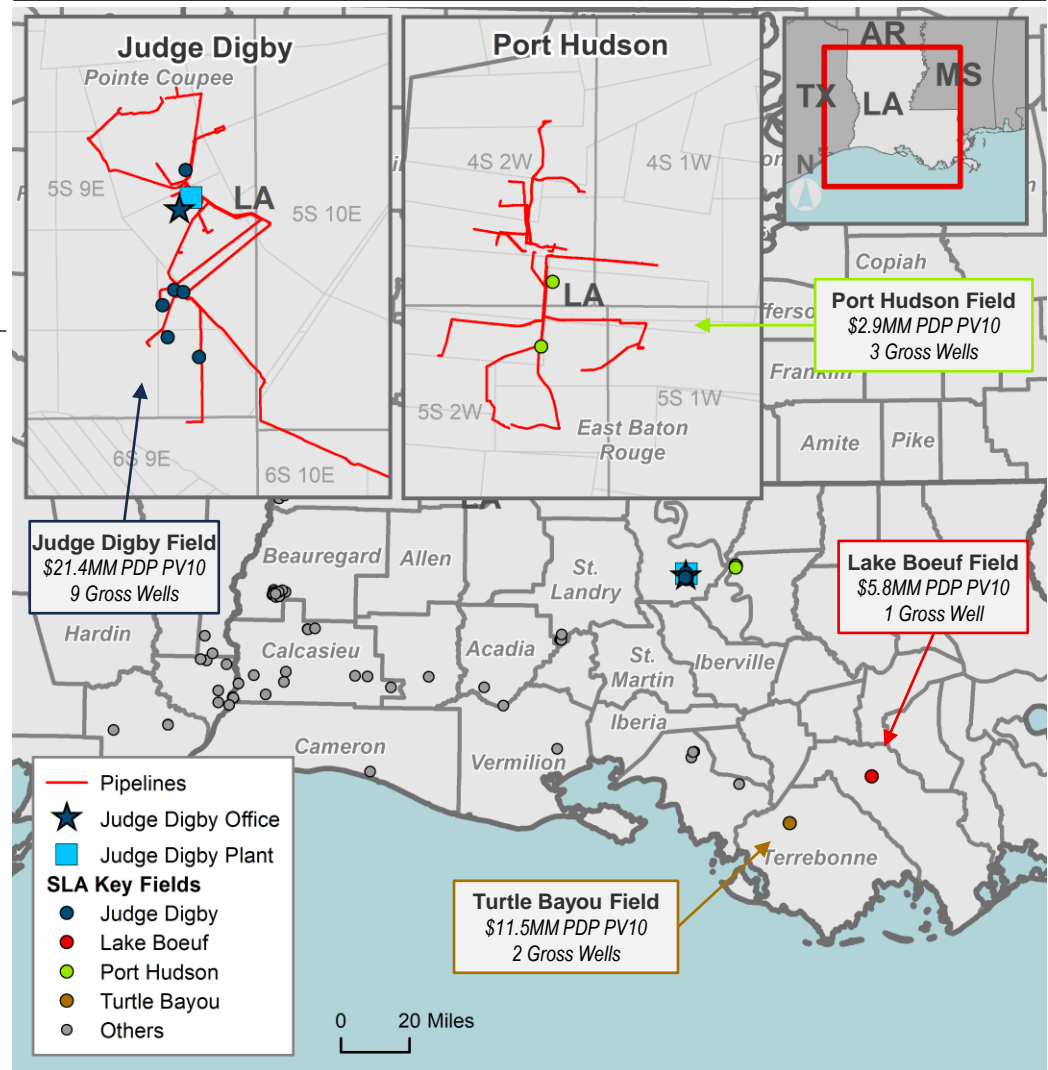 Judge Digby
Pointe Coupee
5S 9E
LA
5S 10E
6S 9E
6S 10E
Port Hudson
4S 2W
4S 1W
LA
5S 2W
5S 1W
East Baton
Rouge
AR
MS
TX
LA
N
Copiah
Port Hudson Field
$2.9MM PDP PV10
3 Gross Wells
Franklin
Amite
Pike
LA
Judge Digby Field
$21.4MM PDP PV10
9 Gross Wells
Beauregard
Allen
St.
Landry
Lake Boeuf Field
$5.8MM PDP PV10
1 Gross Well
Hardin
Calcasieu
Acadia
St.
Martin
Iberville
Iberia
Cameron
Vermilion
Terrebonne
Turtle Bayou Field
$11.5MM PDP PV10
2 Gross Wells
Pipelines
Judge Digby Office
Judge Digby Plant
SLA Key Fields
Judge Digby
Lake Boeuf
Port Hudson
Turtle Bayou
Others
0 20 Miles